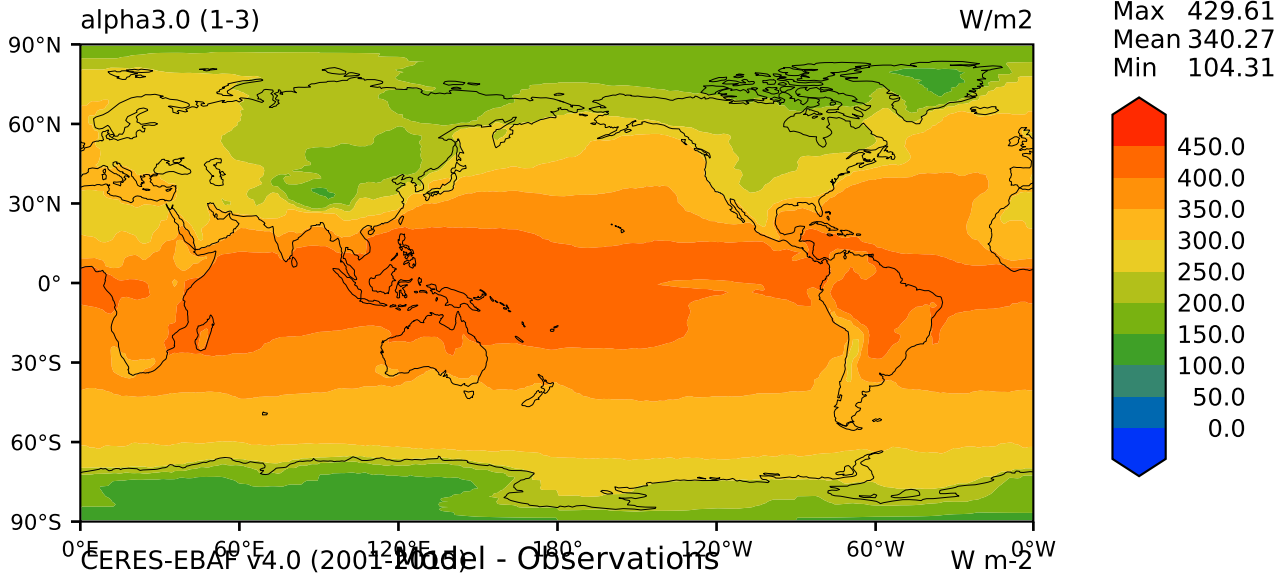 alpha3.0 (1-3) W/m2
Max 429.61
Mean 340.27
Min 104.31
90°N
60°N
30°N
0°
30°S
60°S
90°S
450.0
400.0
350.0
300.0
250.0
200.0
150.0
100.0
50.0
0.0
0°E 60°E 120°E 180° 120°W 60°W 0°W
CERES-EBAF v4.0 (2001-2015) Model - Observations W m-2